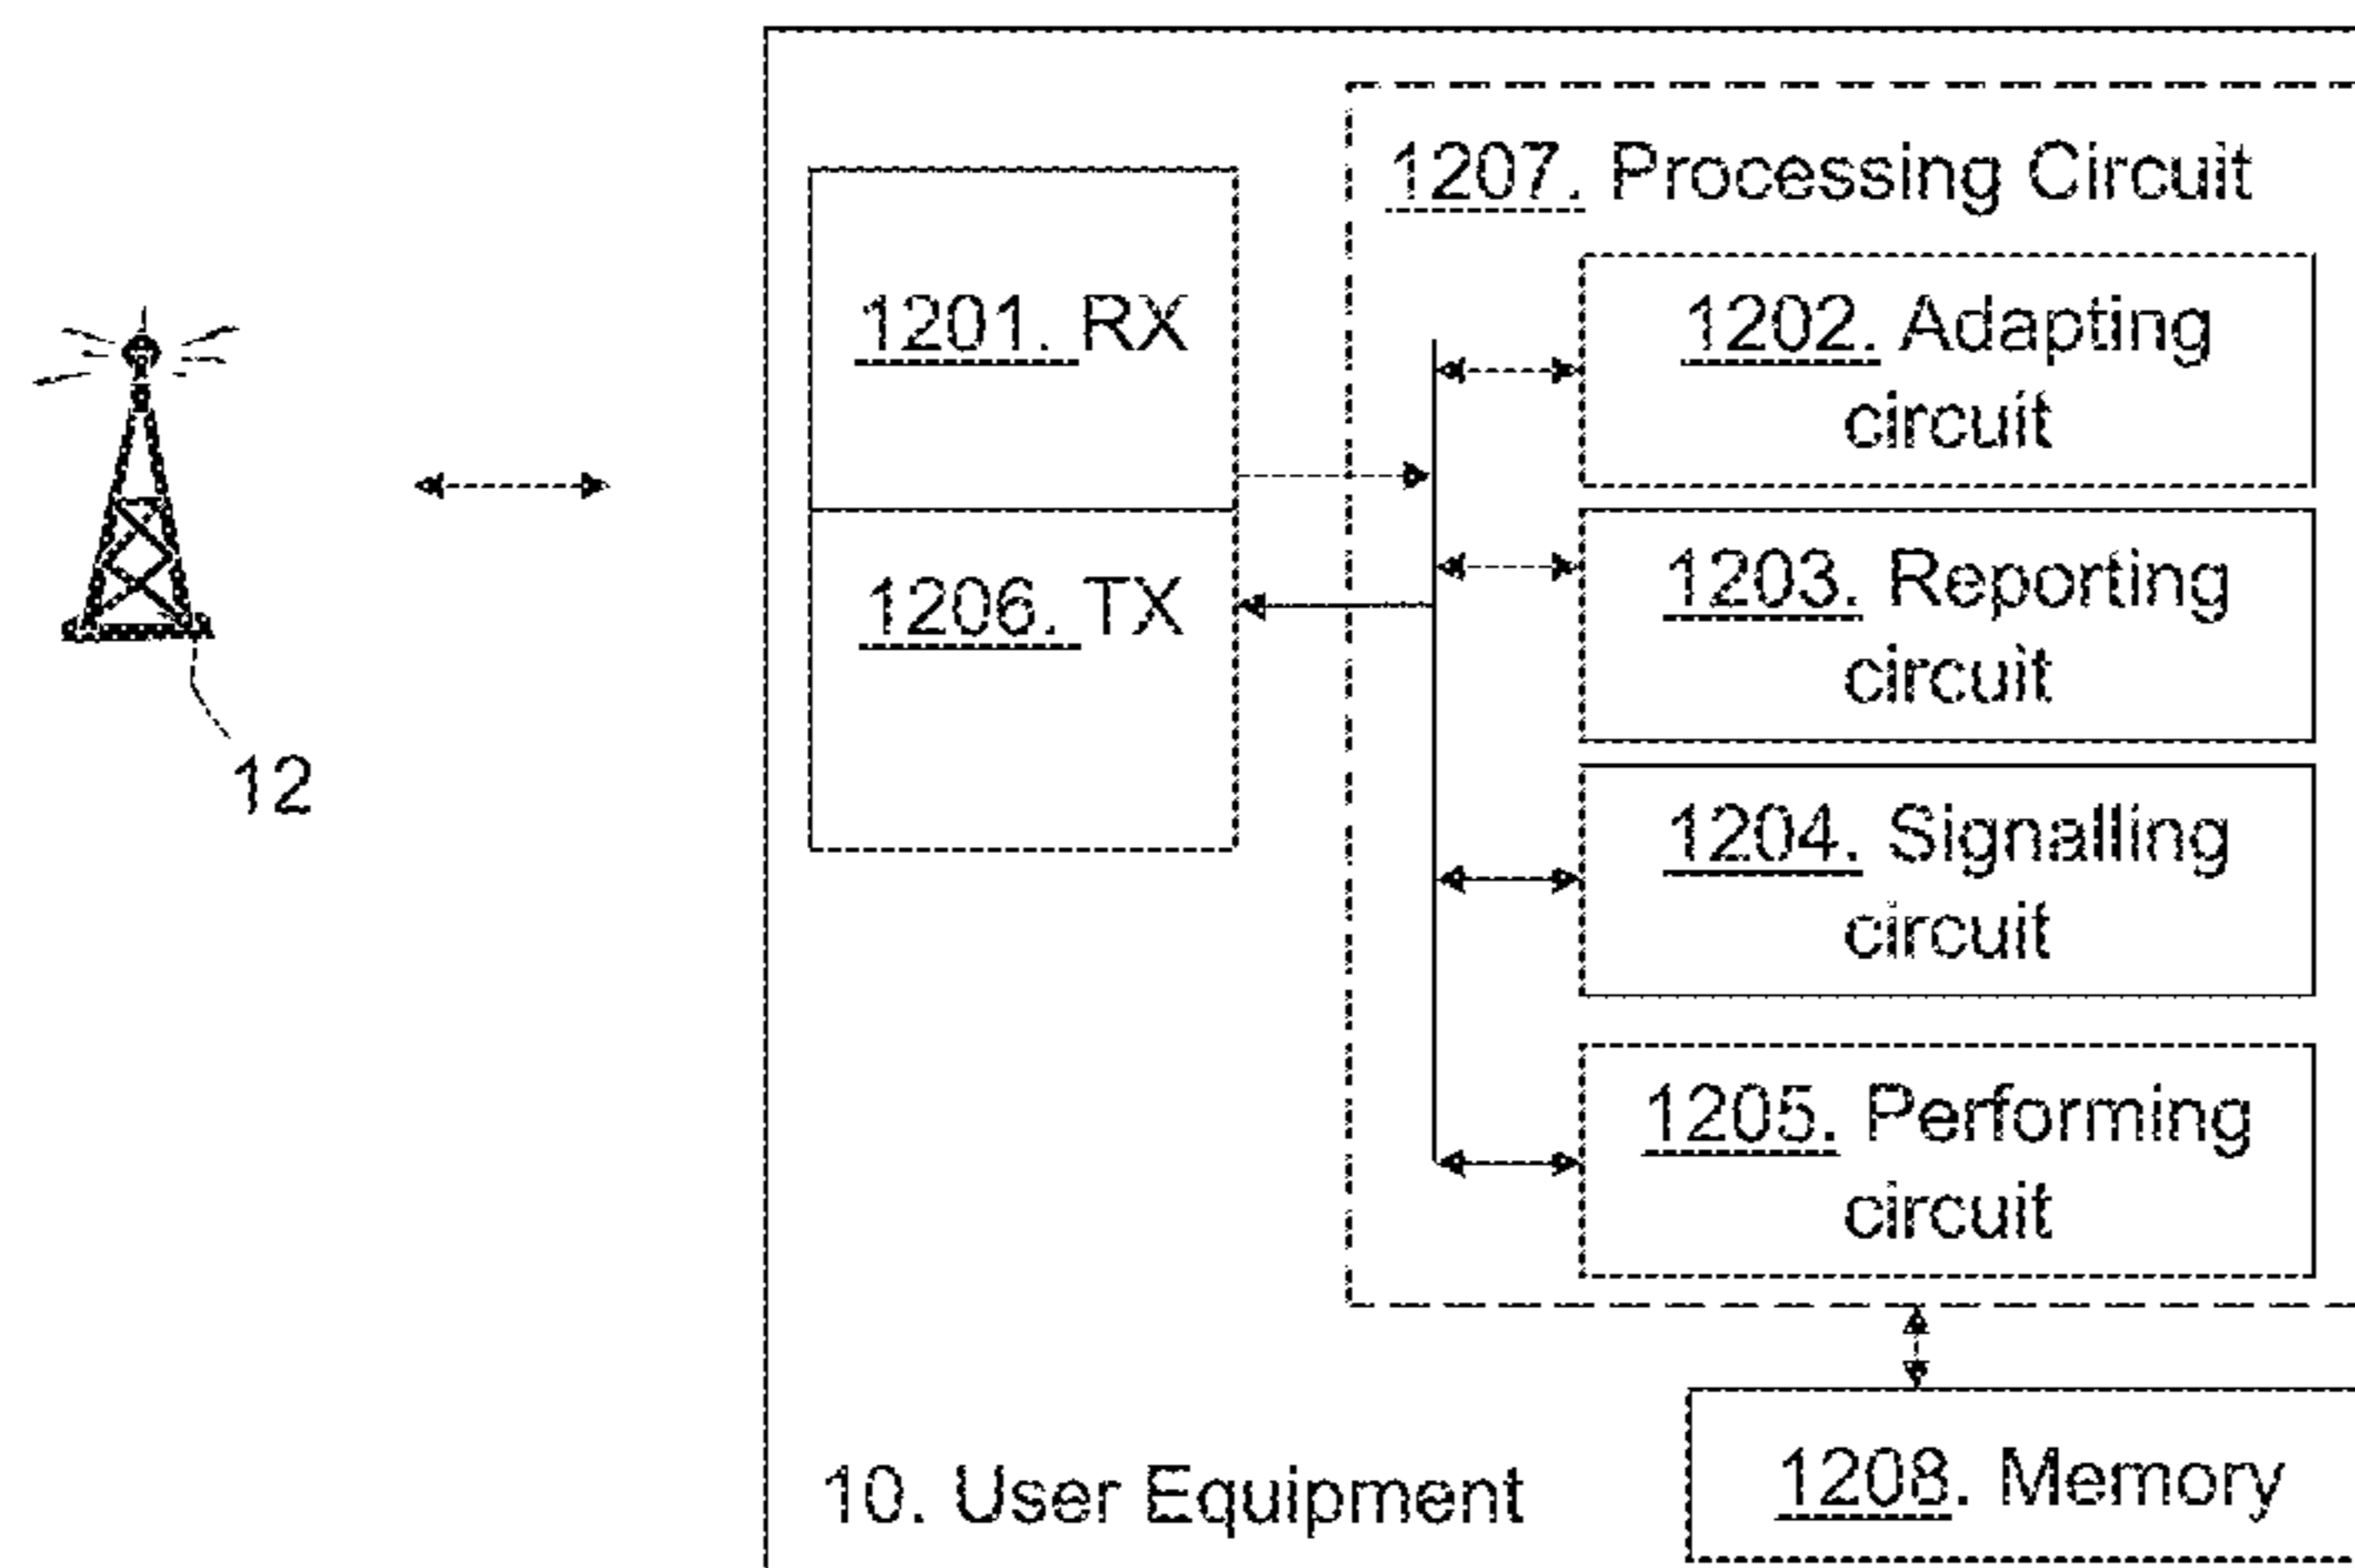 1207. Processing Circuit
1201. RX
1202. Adapting
circuit
1206. TX
1203. Reporting
circuit
12
1204. Signalling
circuit
1205. Performing
circuit
10. User Equipment
1208. Memory